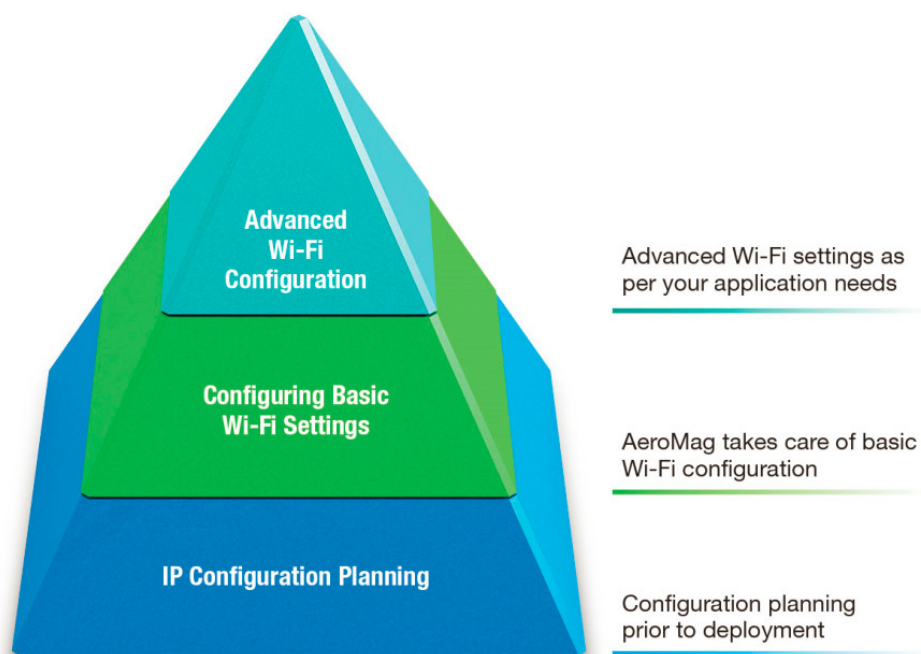 Advanced
Wi-Fi
Configuration
Advanced Wi-Fi settings as
per your application needs
Configuring Basic
Wi-Fi Settings
AeroMag takes care of basic
Wi-Fi configuration
IP Configuration Planning
Configuration planning
prior to deployment